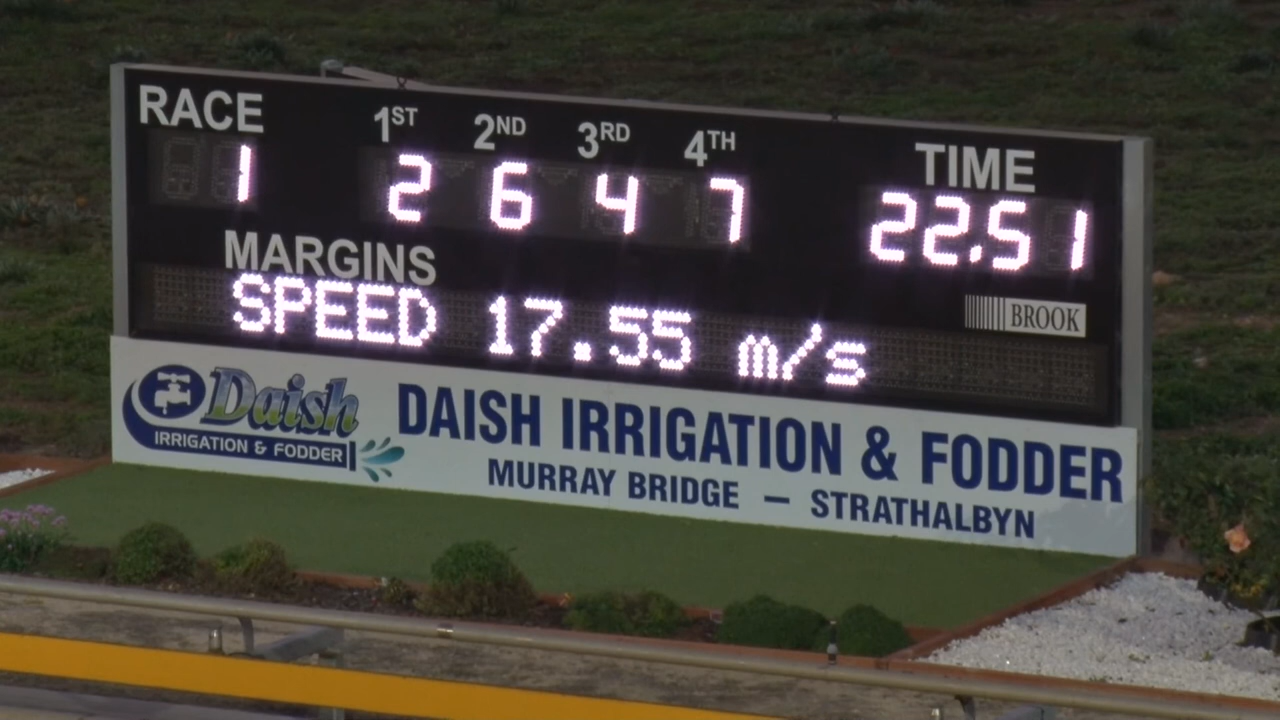 RACE 1ST 2ND 3RD 4TH TIME
1 2 6 4 7 22.51
MARGINS
SPEED 17.55 m/s
BROOK
Daish
IRRIGATION & FODDER
DAISH IRRIGATION & FODDER
MURRAY BRIDGE – STRATHALBYN